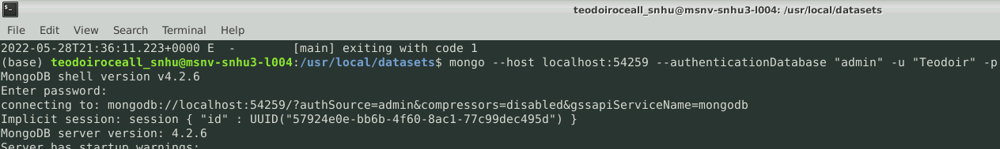 teodoiroceall_snhu@msnv-snhu3-l004: /usr/local/datasets
File Edit View Search Terminal Help
2022-05-28T21:36:11.223+0000 E  -        [main] exiting with code 1
(base) teodoiroceall_snhu@msnv-snhu3-l004:/usr/local/datasets$ mongo --host localhost:54259 --authenticationDatabase "admin" -u "Teodoir" -p
MongoDB shell version v4.2.6
Enter password:
connecting to: mongodb://localhost:54259/?authSource=admin&compressors=disabled&gssapiServiceName=mongodb
Implicit session: session { "id" : UUID("57924e0e-bb6b-4f60-8ac1-77c99dec495d") }
MongoDB server version: 4.2.6
Server has startup warnings: